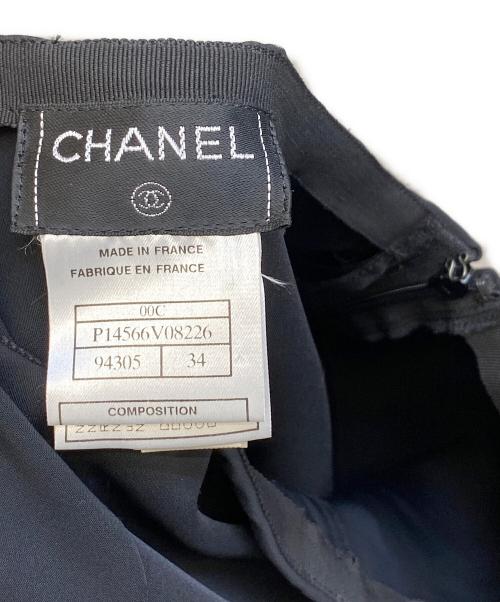 CHANEL
MADE IN FRANCE
FABRIQUE EN FRANCE
00C
P14566V08226
94305 34
COMPOSITION